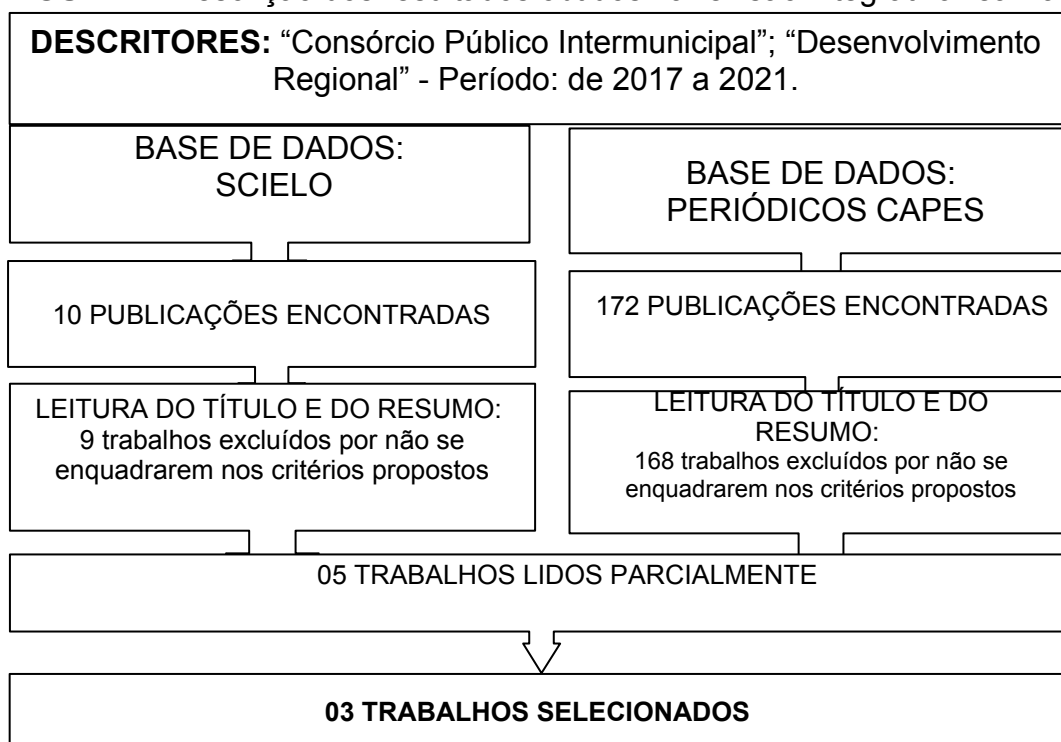 DESCRITORES: “Consórcio Público Intermunicipal”; “Desenvolvimento
Regional” - Período: de 2017 a 2021.
BASE DE DADOS:
SCIELO
BASE DE DADOS:
PERIÓDICOS CAPES
10 PUBLICAÇÕES ENCONTRADAS
172 PUBLICAÇÕES ENCONTRADAS
LEITURA DO TÍTULO E DO RESUMO:
9 trabalhos excluídos por não se
enquadrarem nos critérios propostos
LEITURA DO TÍTULO E DO
RESUMO:
168 trabalhos excluídos por não se
enquadrarem nos critérios propostos
05 TRABALHOS LIDOS PARCIALMENTE
03 TRABALHOS SELECIONADOS